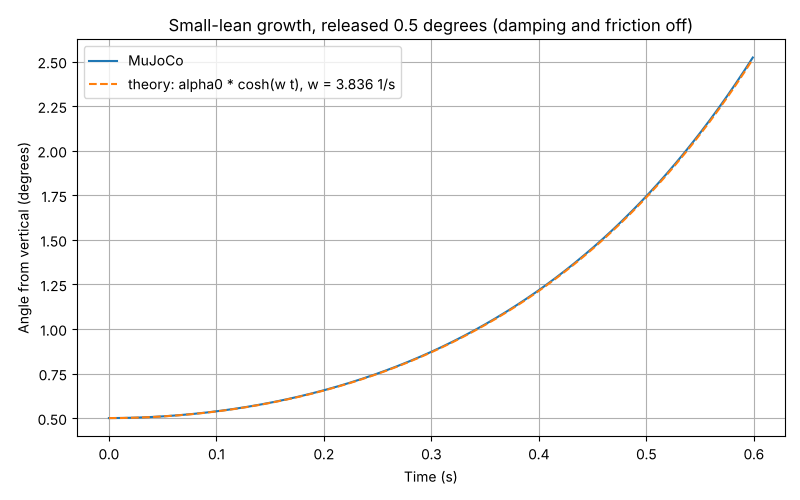 Small-lean growth, released 0.5 degrees (damping and friction off)
MuJoCo
theory: alpha0 * cosh(w t), w = 3.836 1/s
Angle from vertical (degrees)
2.50
2.25
2.00
1.75
1.50
1.25
1.00
0.75
0.50
0.0 0.1 0.2 0.3 0.4 0.5 0.6
Time (s)